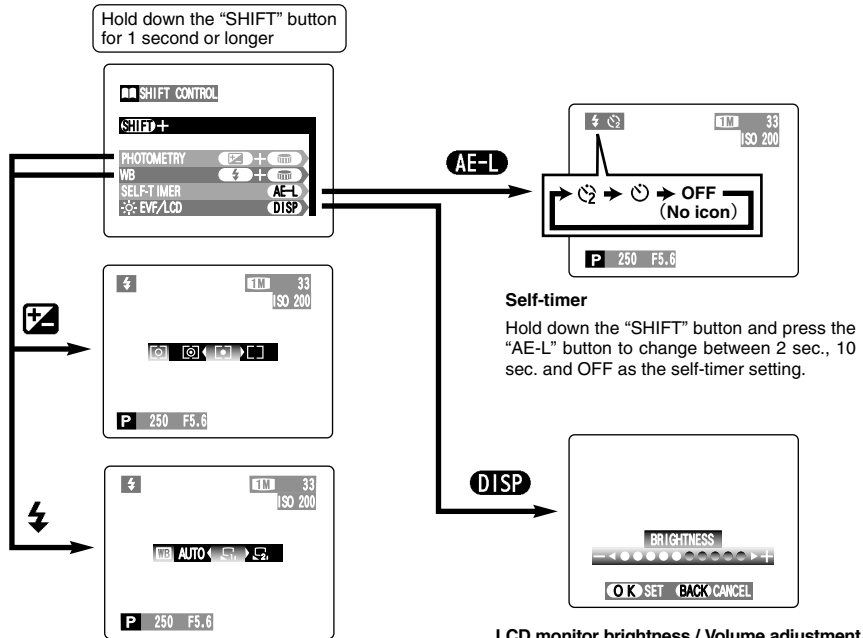 Hold down the “SHIFT” button
for 1 second or longer
SHIFT CONTROL
SHIFT +
PHOTOMETRY +
WB +
SELF-TIMER AE-L
EVF/LCD DISP
1M 33
ISO 200
P 250 F5.6
1M 33
ISO 200
WB AUTO 1 2
P 250 F5.6
AE-L
1M 33
ISO 200
2 OFF
(No icon)
P 250 F5.6
Self-timer
Hold down the “SHIFT” button and press the
“AE-L” button to change between 2 sec., 10
sec. and OFF as the self-timer setting.
DISP
BRIGHTNESS
− +
OK SET BACK CANCEL
LCD monitor brightness / Volume adjustment